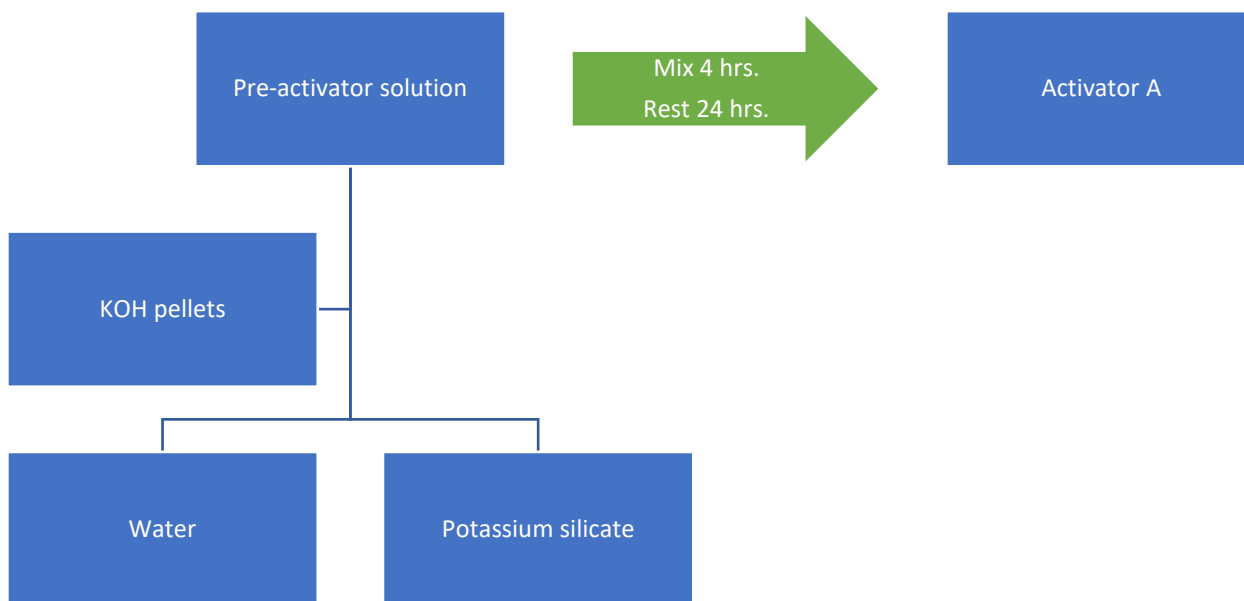 Pre-activator solution
Mix 4 hrs.
Rest 24 hrs.
Activator A
KOH pellets
Water
Potassium silicate